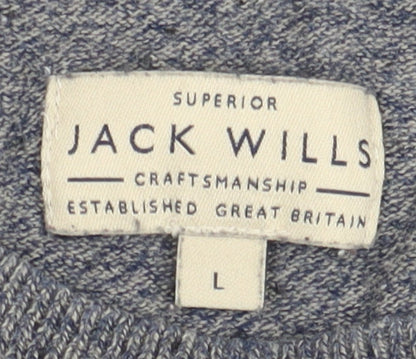 SUPERIOR
JACK WILLS
CRAFTSMANSHIP
ESTABLISHED GREAT BRITAIN
L